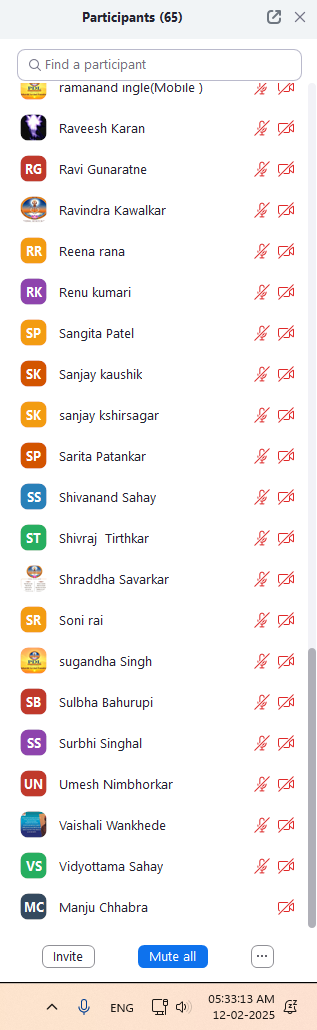 Participants (65)
Find a participant
ramanand ingle(Mobile )
Raveesh Karan
RG Ravi Gunaratne
Ravindra Kawalkar
RR Reena rana
RK Renu kumari
SP Sangita Patel
SK Sanjay kaushik
SK sanjay kshirsagar
SP Sarita Patankar
SS Shivanand Sahay
ST Shivraj  Tirthkar
Shraddha Savarkar
SR Soni rai
sugandha Singh
SB Sulbha Bahurupi
SS Surbhi Singhal
UN Umesh Nimbhorkar
Vaishali Wankhede
VS Vidyottama Sahay
MC Manju Chhabra
Invite Mute all ...
ENG 05:33:13 AM
12-02-2025